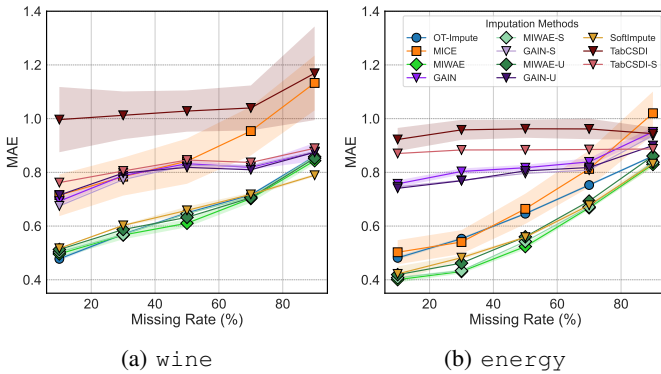 Imputation Methods
OT-Impute
MICE
MIWAE
GAIN
MIWAE-S
GAIN-S
MIWAE-U
GAIN-U
SoftImpute
TabCSDI
TabCSDI-S
MAE
1.4
1.2
1.0
0.8
0.6
0.4
20 40 60 80
Missing Rate (%)
(a) wine
MAE
1.4
1.2
1.0
0.8
0.6
0.4
20 40 60 80
Missing Rate (%)
(b) energy